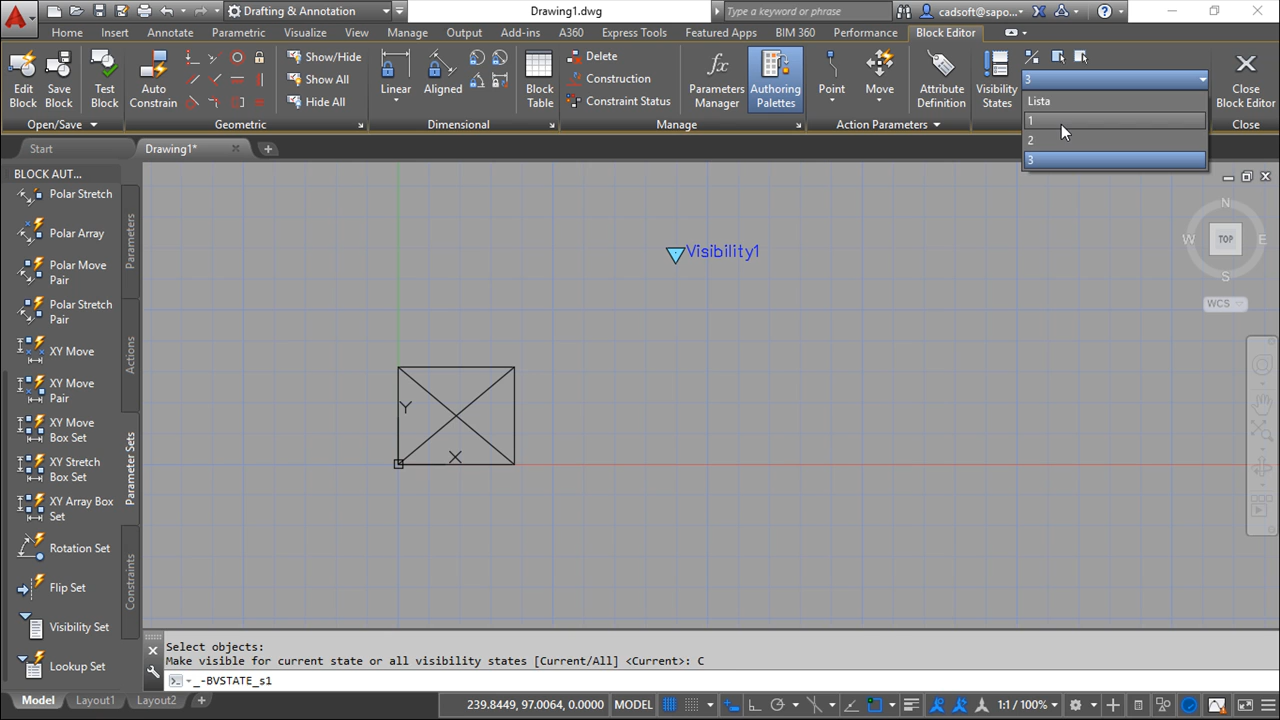 Drafting & Annotation
Drawing1.dwg
Type a keyword or phrase
cadsoft@sapo...
Home Insert Annotate Parametric Visualize View Manage Output Add-ins A360 Express Tools Featured Apps BIM 360 Performance Block Editor
Edit Block
Save Block
Test Block
Auto Constrain
Show/Hide
Show All
Hide All
Linear
Aligned
Block Table
Delete
Construction
Constraint Status
Parameters Manager
Authoring Palettes
Point
Move
Attribute Definition
Visibility States
3
Lista
1
2
3
Close Block Editor
Open/Save
Geometric
Dimensional
Manage
Action Parameters
Close
Start
Drawing1*
BLOCK AUT...
Polar Stretch
Polar Array
Polar Move
Pair
Polar Stretch
Pair
XY Move
XY Move
Pair
XY Move
Box Set
XY Stretch
Box Set
XY Array Box
Set
Rotation Set
Flip Set
Visibility Set
Lookup Set
Parameters
Actions
Parameter Sets
Constraints
Visibility1
Y
X
N
W
TOP
E
S
WCS
Select objects:
Make visible for current state or all visibility states [Current/All] <Current>: C
_-BVSTATE_s1
Model Layout1 Layout2
239.8449, 97.0064, 0.0000
MODEL
1:1 / 100%